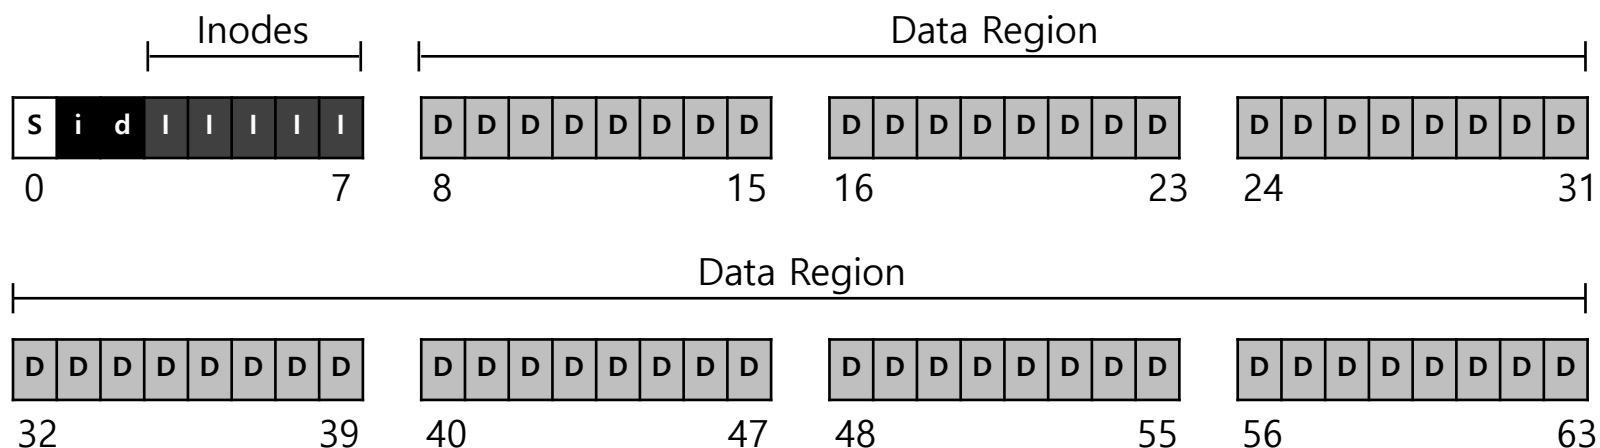 Inodes Data Region
S i d I I I I I D D D D D D D D D D D D D D D D D D D D D D D D
0 7 8 15 16 23 24 31
Data Region
D D D D D D D D D D D D D D D D D D D D D D D D D D D D D D D D
32 39 40 47 48 55 56 63